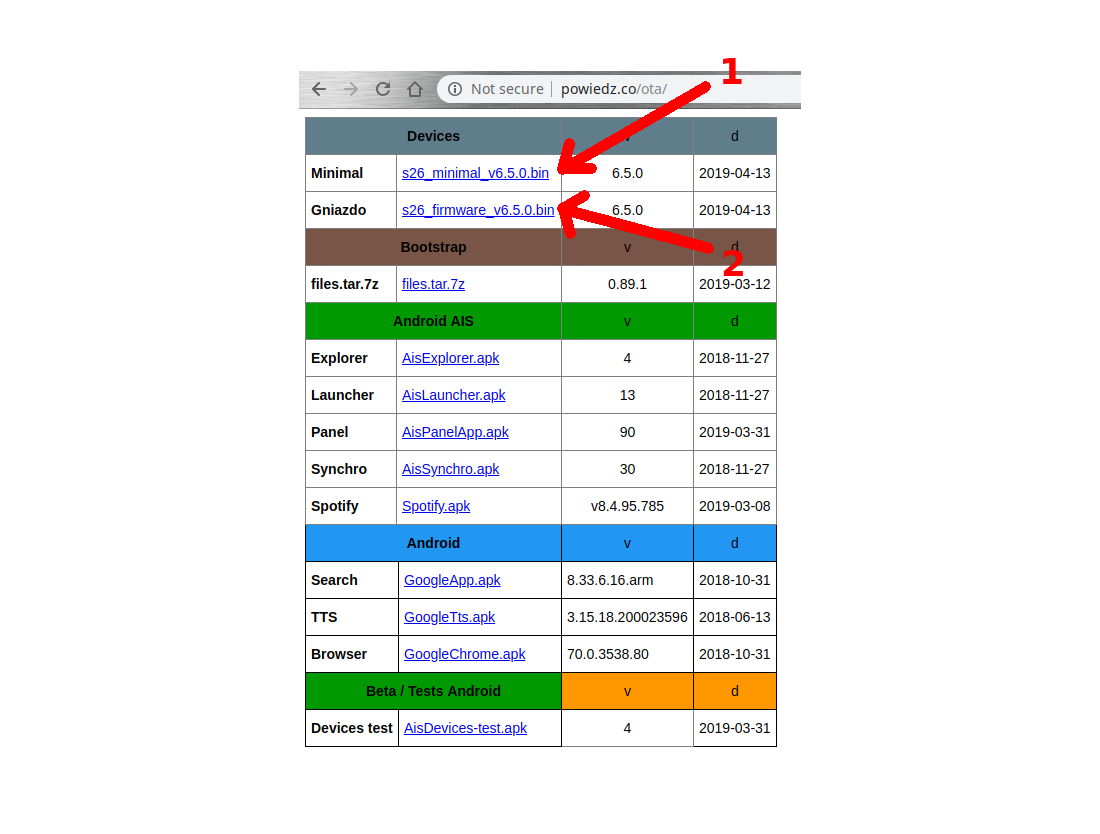 1
Not secure powiedz.co/ota/
Devices v d
Minimal s26_minimal_v6.5.0.bin 6.5.0 2019-04-13
Gniazdo s26_firmware_v6.5.0.bin 6.5.0 2019-04-13
Bootstrap v d
2
files.tar.7z files.tar.7z 0.89.1 2019-03-12
Android AIS v d
Explorer AisExplorer.apk 4 2018-11-27
Launcher AisLauncher.apk 13 2018-11-27
Panel AisPanelApp.apk 90 2019-03-31
Synchro AisSynchro.apk 30 2018-11-27
Spotify Spotify.apk v8.4.95.785 2019-03-08
Android v d
Search GoogleApp.apk 8.33.6.16.arm 2018-10-31
TTS GoogleTts.apk 3.15.18.200023596 2018-06-13
Browser GoogleChrome.apk 70.0.3538.80 2018-10-31
Beta / Tests Android v d
Devices test AisDevices-test.apk 4 2019-03-31